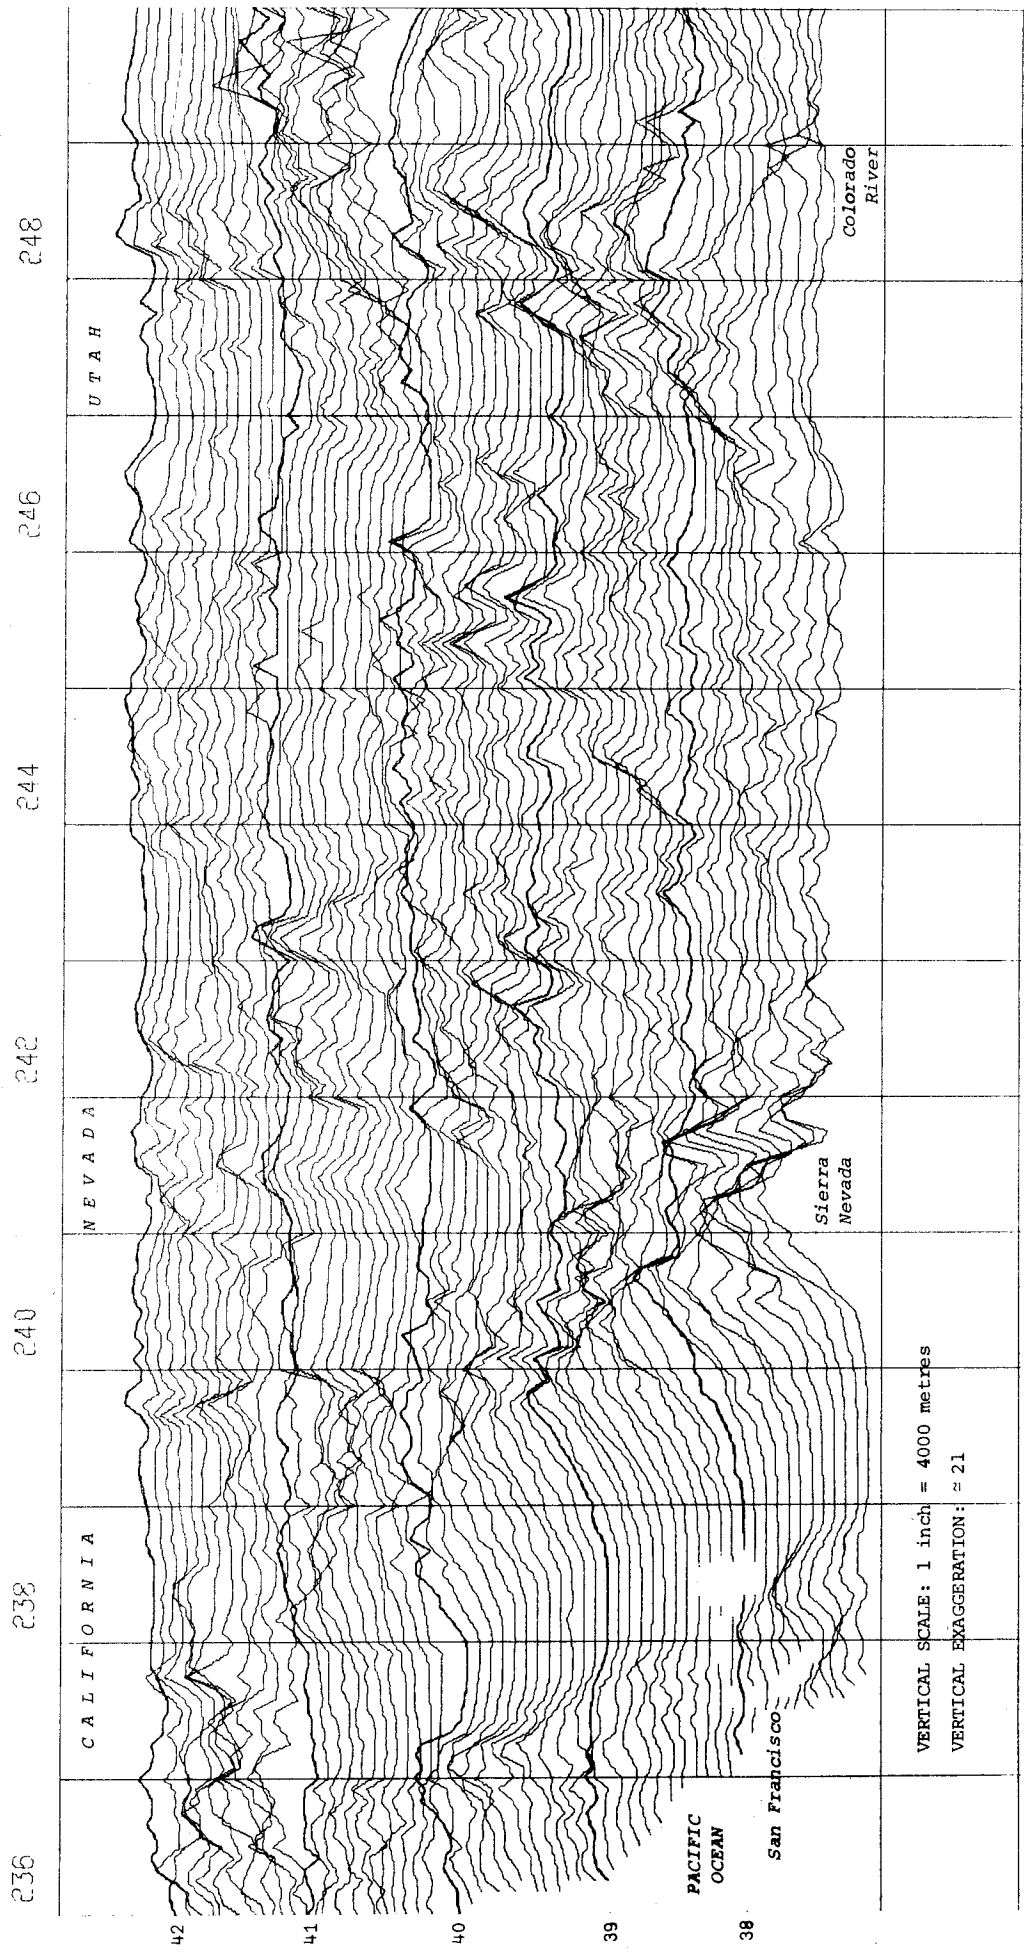 236
238
240
242
244
246
248
CALIFORNIA
NEVADA
UTAH
42
41
40
39
38
PACIFIC
OCEAN
San Francisco
Sierra
Nevada
Colorado
River
VERTICAL SCALE: 1 inch = 4000 metres
VERTICAL EXAGGERATION: ≃ 21